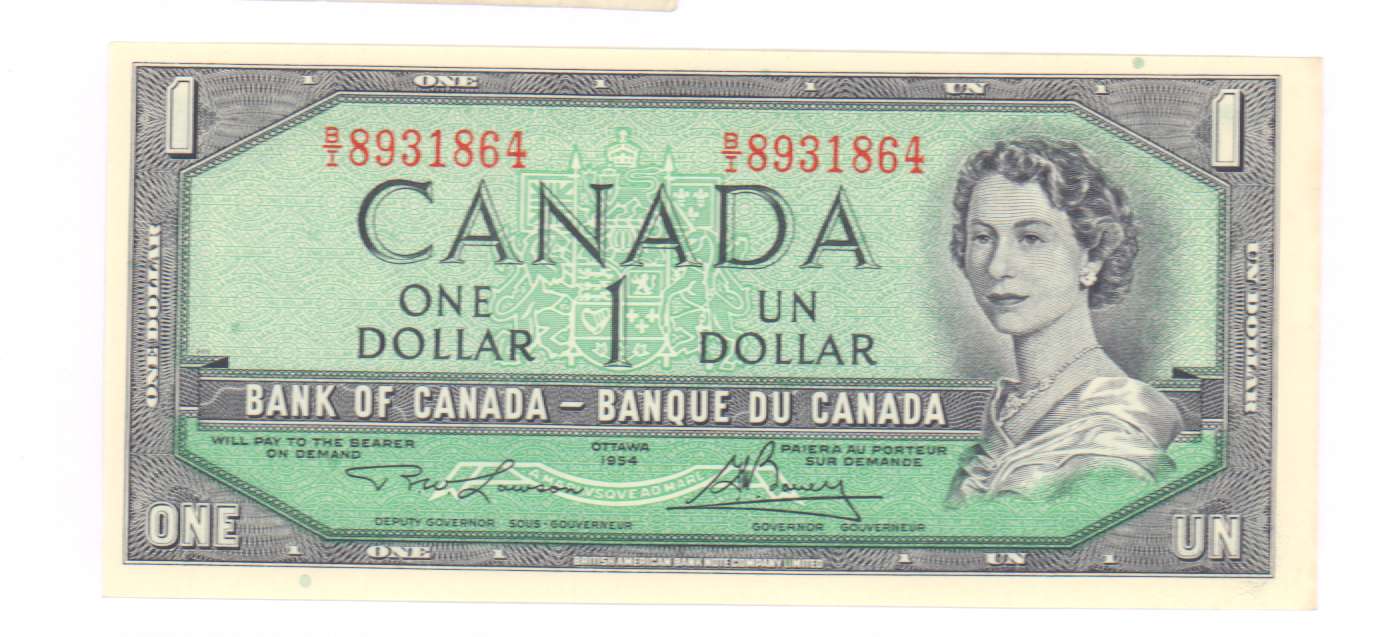 1 ONE 1 1 UN 1
1 1
B/I 8931864 B/I 8931864
CANADA
ONE DOLLAR
ONE 1 UN
DOLLAR DOLLAR
UN DOLLAR
BANK OF CANADA – BANQUE DU CANADA
WILL PAY TO THE BEARER OTTAWA PAIERA AU PORTEUR
ON DEMAND 1954 SUR DEMANDE
R W Lawson G K Bouey
DEPUTY GOVERNOR SOUS-GOUVERNEUR GOVERNOR GOUVERNEUR
ONE UN
1 ONE 1 1 UN 1
BRITISH AMERICAN BANK NOTE COMPANY LIMITED